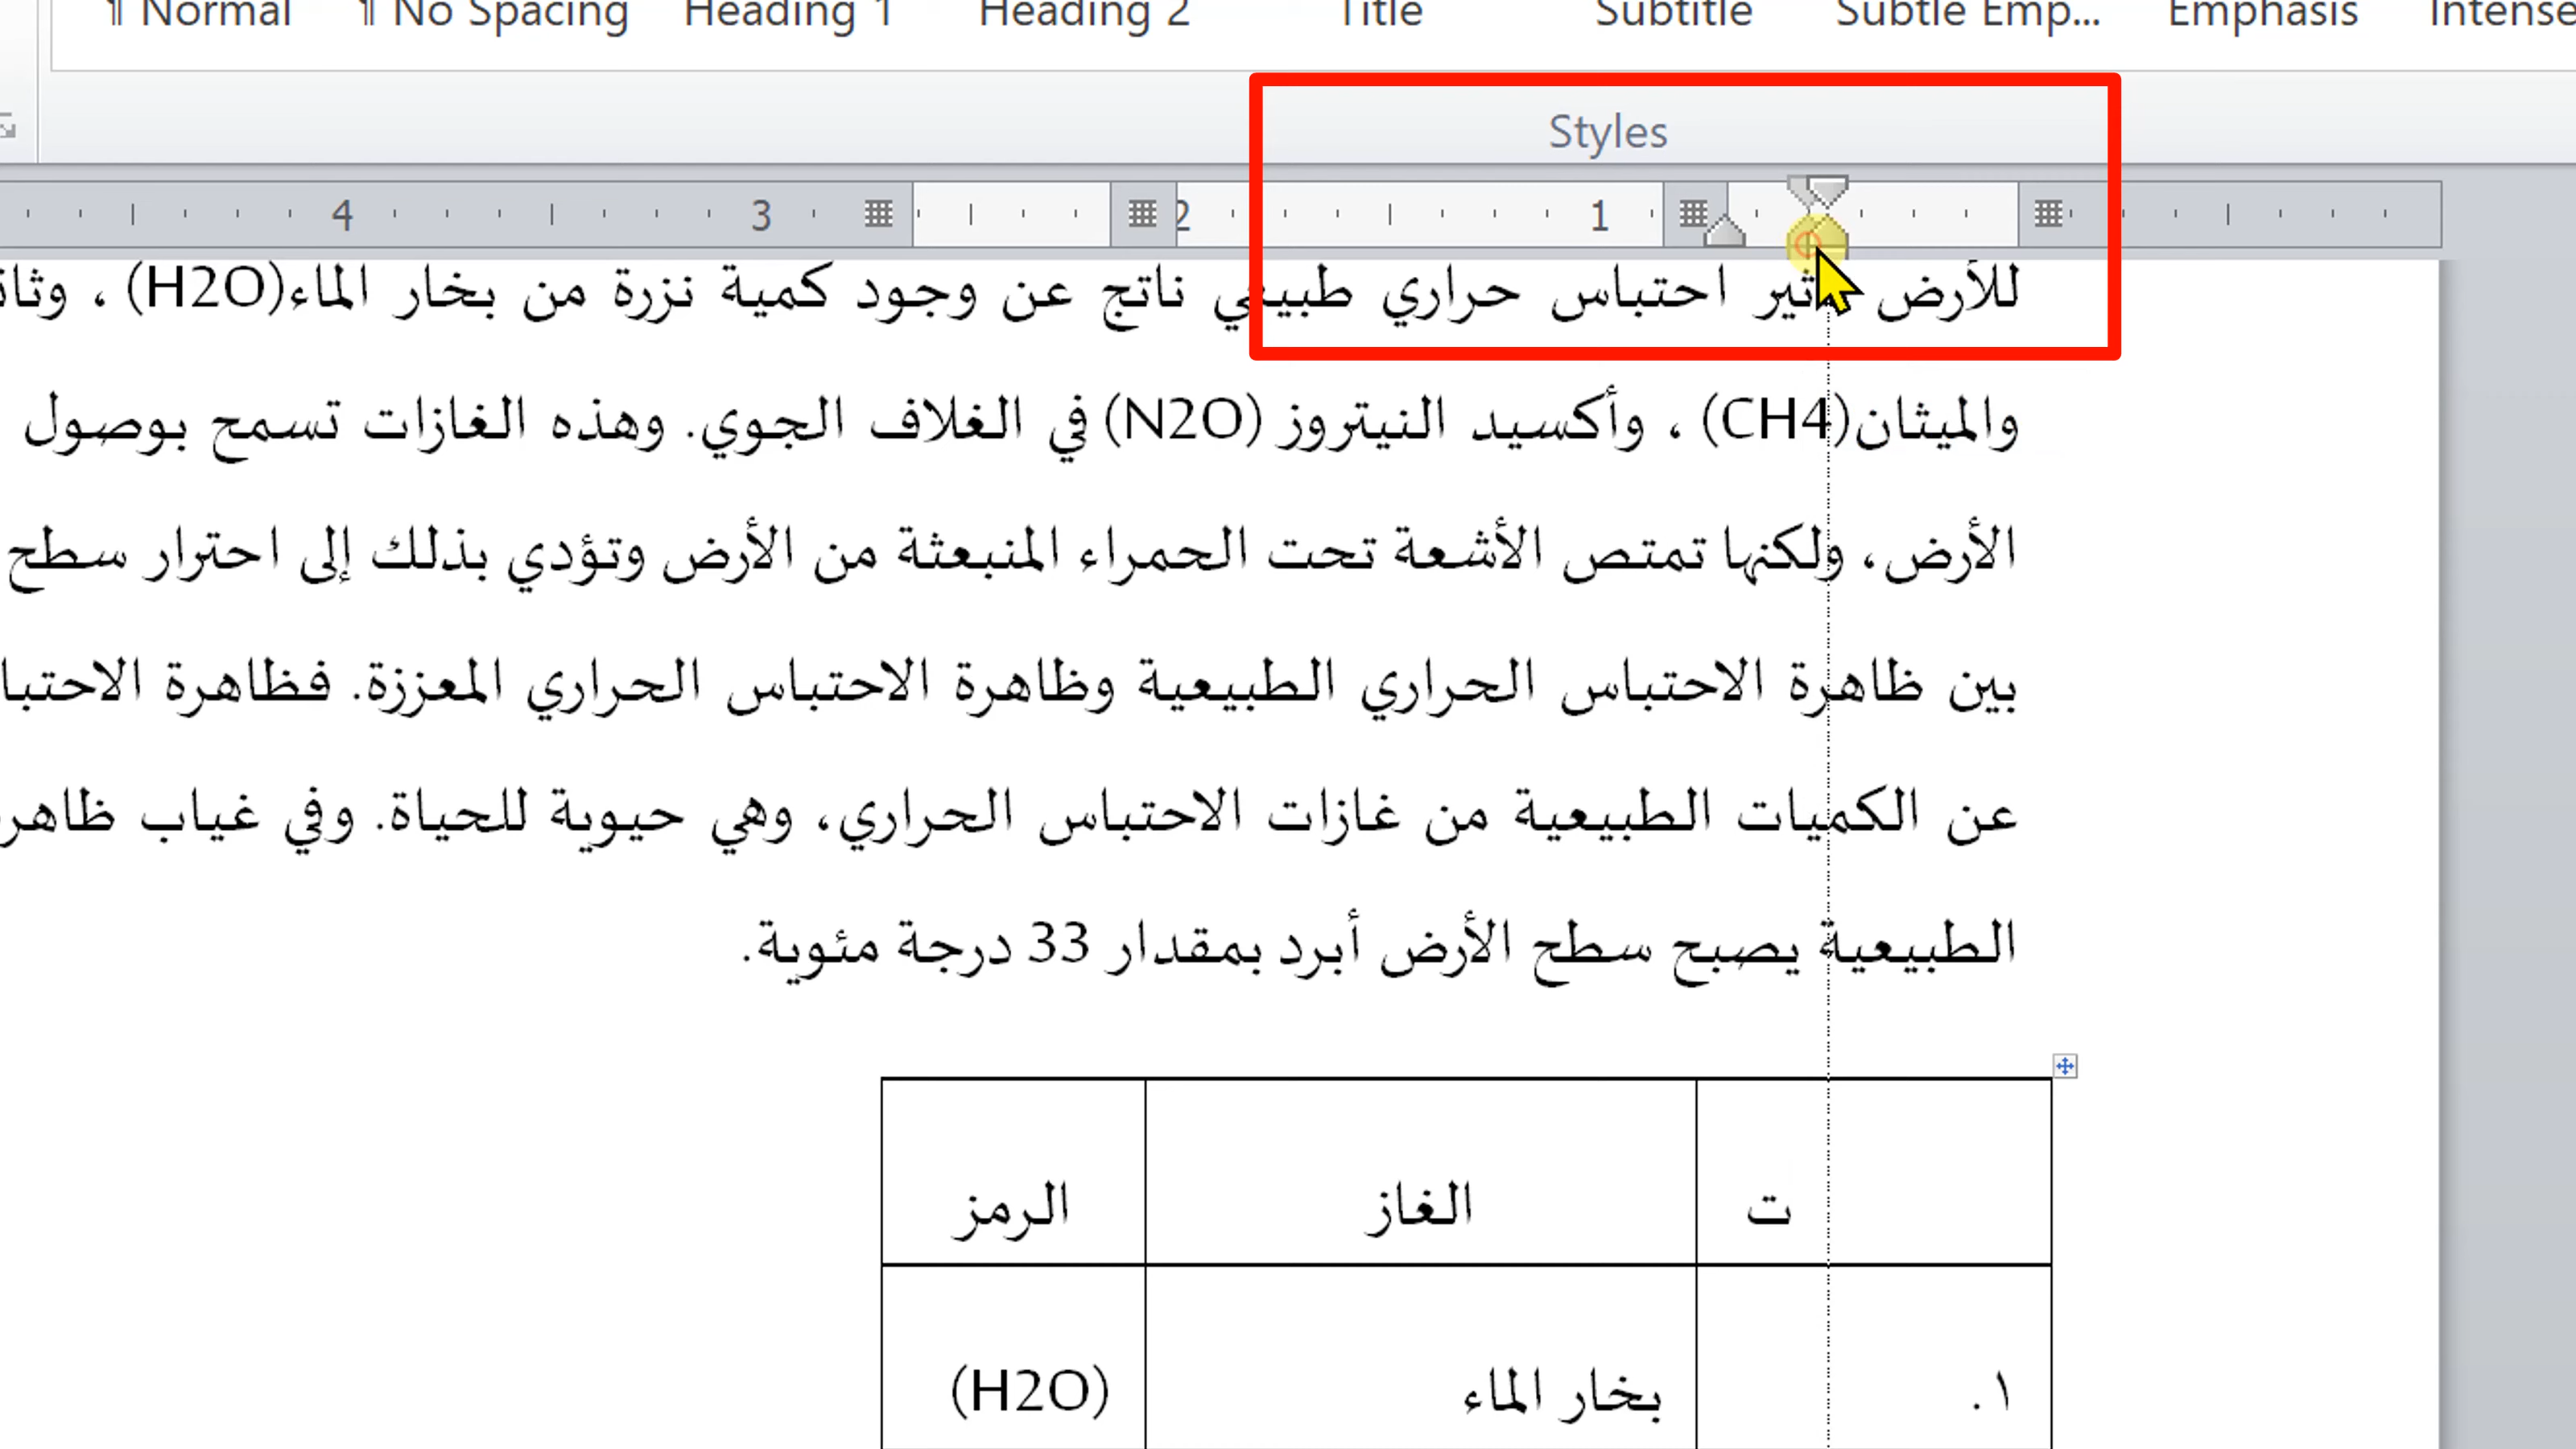 ¶ Normal ¶ No Spacing Heading 1 Heading 2 Title Subtitle Subtle Emp... Emphasis Intense
Styles
4 3 2 1
للأرض احتباس حراري طبيعي ناتج عن وجود كمية نزرة من بخار الماء(H2O) ،
والميثان(CH4) ، وأكسيد النيتروز (N2O) في الغلاف الجوي. وهذه الغازات تسمح بوصول
الأرض، ولكنها تمتص الأشعة تحت الحمراء المنبعثة من الأرض وتؤدي بذلك إلى احترار سطح
بين ظاهرة الاحتباس الحراري الطبيعية وظاهرة الاحتباس الحراري المعززة. فظاهرة
عن الكميات الطبيعية من غازات الاحتباس الحراري، وهي حيوية للحياة. وفي غياب
الطبيعية يصبح سطح الأرض أبرد بمقدار 33 درجة مئوية.
ت الغاز الرمز
١. بخار الماء (H2O)